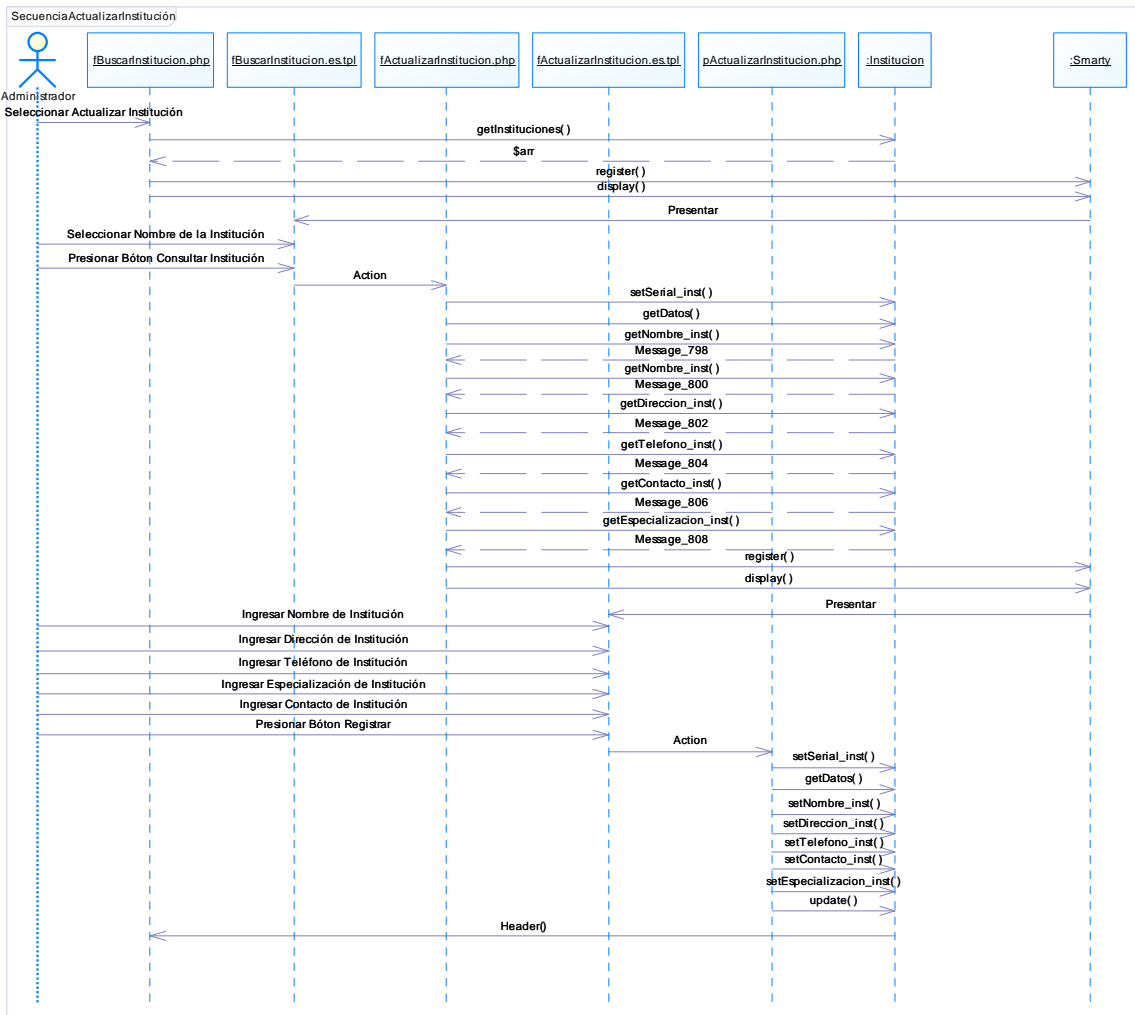 SecuenciaActualizarInstitución
fBuscarInstitucion.php
fBuscarInstitucion.es.tpl
fActualizarInstitucion.php
fActualizarInstitucion.es.tpl
pActualizarInstitucion.php
:Institucion
:Smarty
Administrador
Seleccionar Actualizar Institución
getInstituciones( )
$arr
register( )
display( )
Presentar
Seleccionar Nombre de la Institución
Presionar Bóton Consultar Institución
Action
setSerial_inst( )
getDatos( )
getNombre_inst( )
Message_798
getNombre_inst( )
Message_800
getDireccion_inst( )
Message_802
getTelefono_inst( )
Message_804
getContacto_inst( )
Message_806
getEspecializacion_inst( )
Message_808
register( )
display( )
Presentar
Ingresar Nombre de Institución
Ingresar Dirección de Institución
Ingresar Teléfono de Institución
Ingresar Especialización de Institución
Ingresar Contacto de Institución
Presionar Bóton Registrar
Action
setSerial_inst( )
getDatos( )
setNombre_inst( )
setDireccion_inst( )
setTelefono_inst( )
setContacto_inst( )
setEspecializacion_inst( )
update( )
Header()